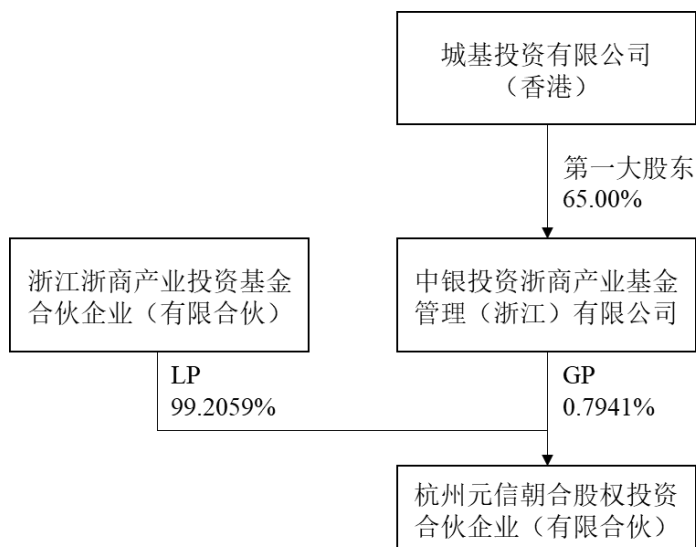 城基投资有限公司
（香港）
第一大股东
65.00%
浙江浙商产业投资基金
合伙企业（有限合伙）
中银投资浙商产业基金
管理（浙江）有限公司
LP
99.2059%
GP
0.7941%
杭州元信朝合股权投资
合伙企业（有限合伙）